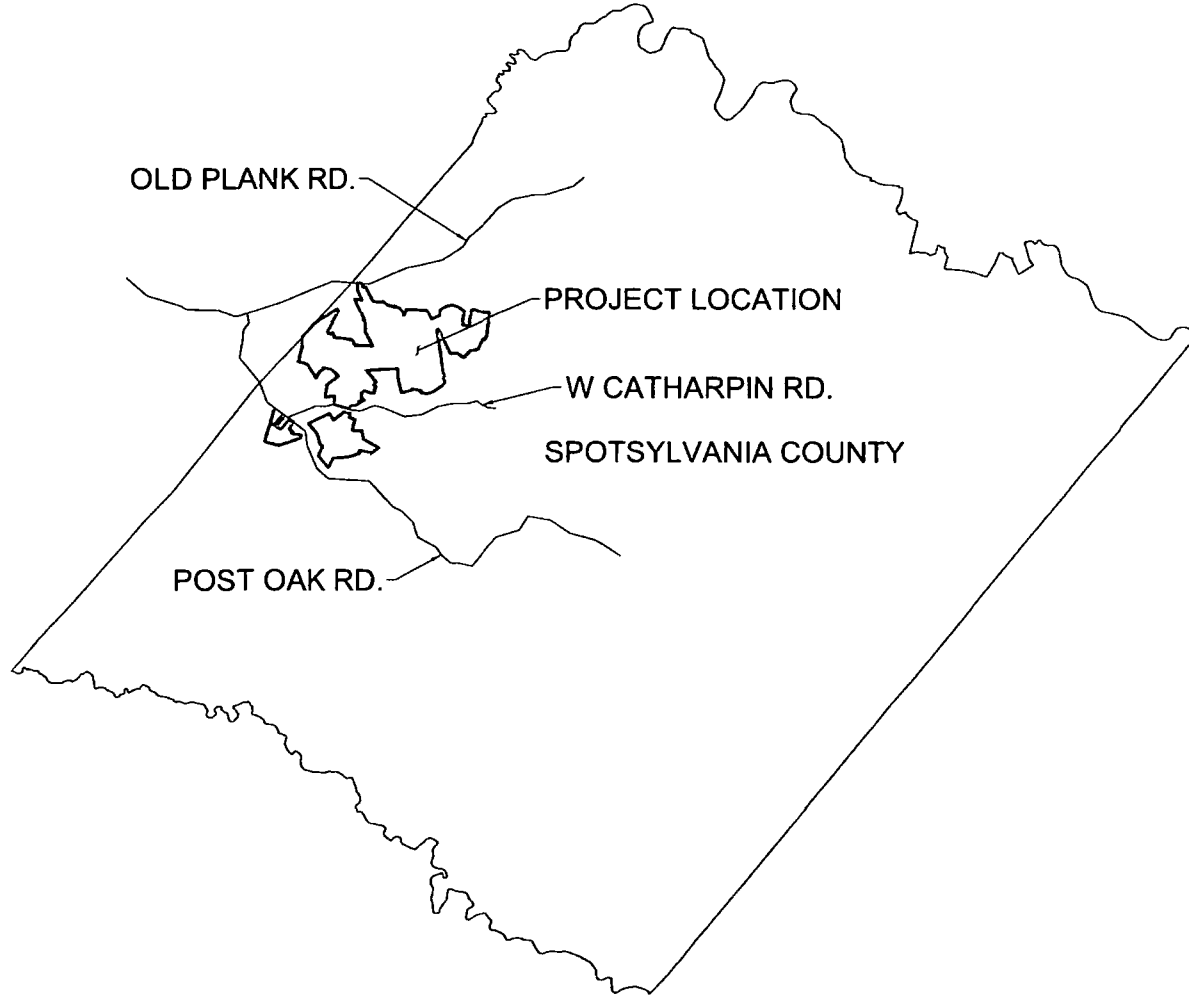 OLD PLANK RD.
PROJECT LOCATION
W CATHARPIN RD.
SPOTSYLVANIA COUNTY
POST OAK RD.